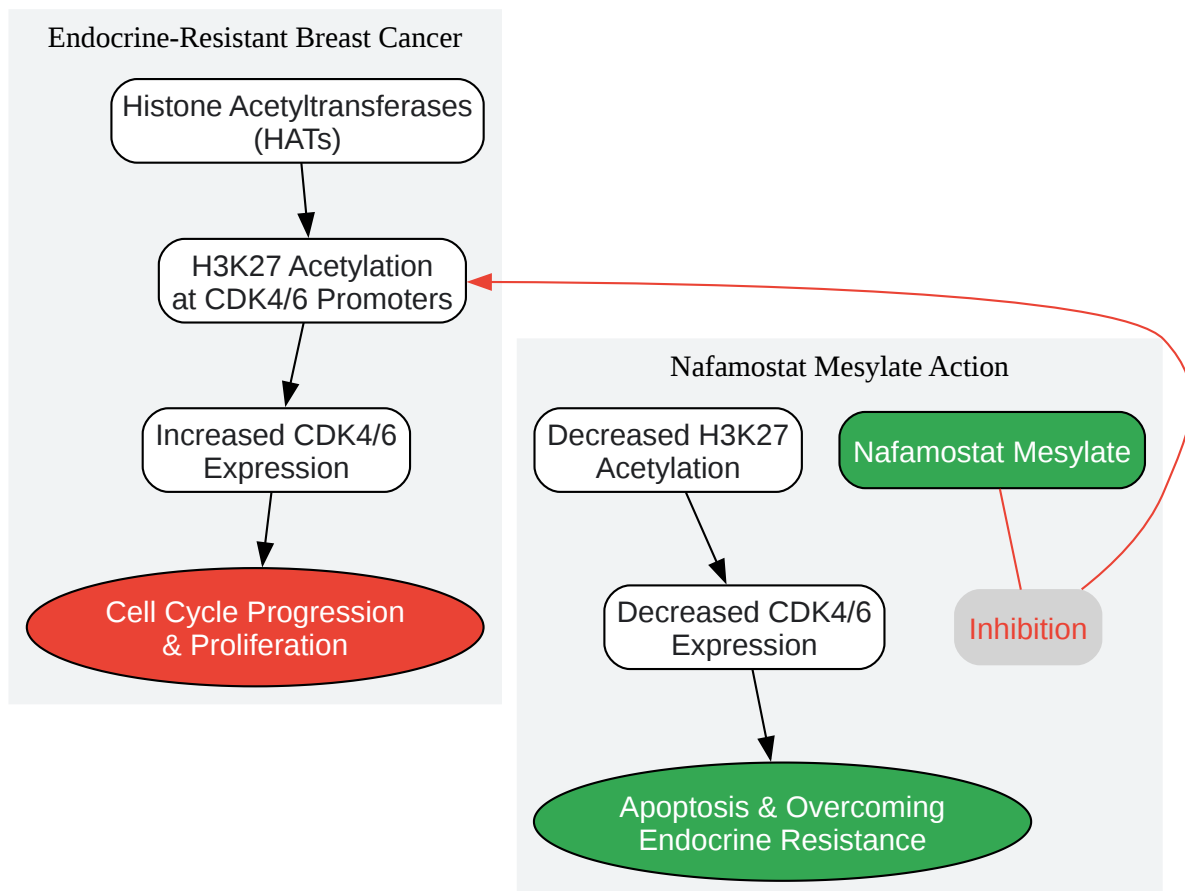 Endocrine-Resistant Breast Cancer
Histone Acetyltransferases
(HATs)
H3K27 Acetylation
at CDK4/6 Promoters
Increased CDK4/6
Expression
Cell Cycle Progression
& Proliferation
Nafamostat Mesylate Action
Decreased H3K27
Acetylation
Nafamostat Mesylate
Decreased CDK4/6
Expression
Inhibition
Apoptosis & Overcoming
Endocrine Resistance